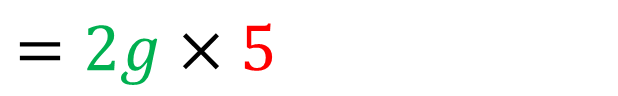 = 2g × 5